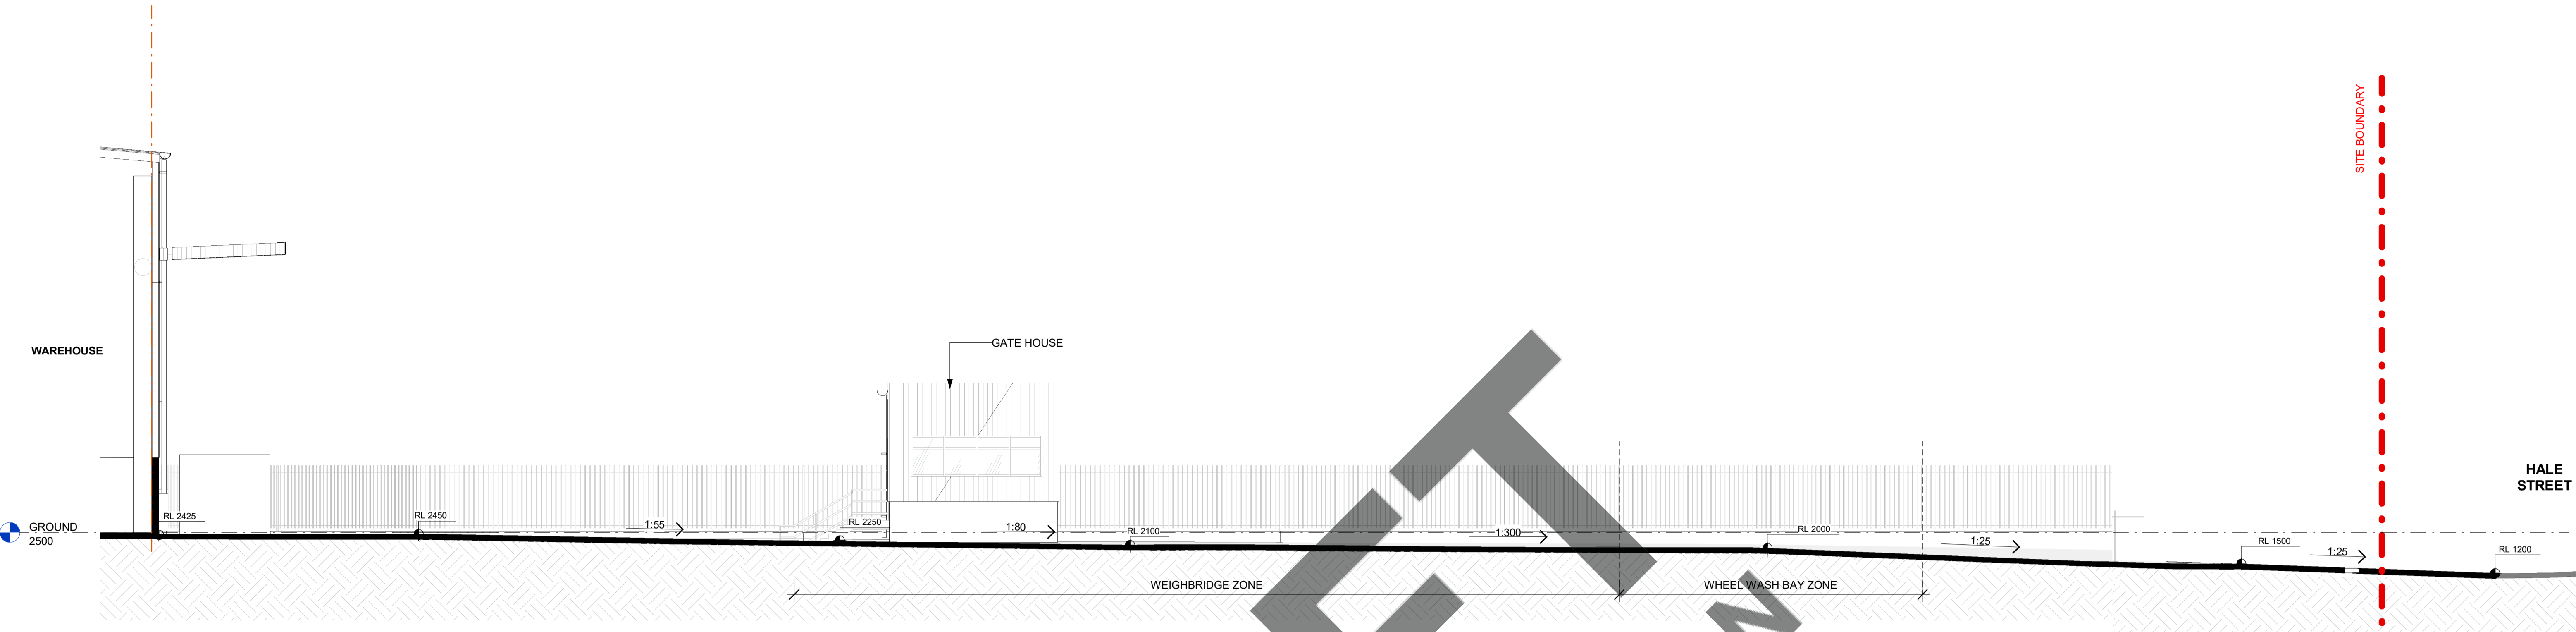 SITE BOUNDARY
GATE HOUSE
WAREHOUSE
HALE
STREET
GROUND
2500
RL 2425
RL 2450
1:55
RL 2250
1:80
RL 2100
1:300
RL 2000
1:25
RL 1500
1:25
RL 1200
WEIGHBRIDGE ZONE
WHEEL WASH BAY ZONE